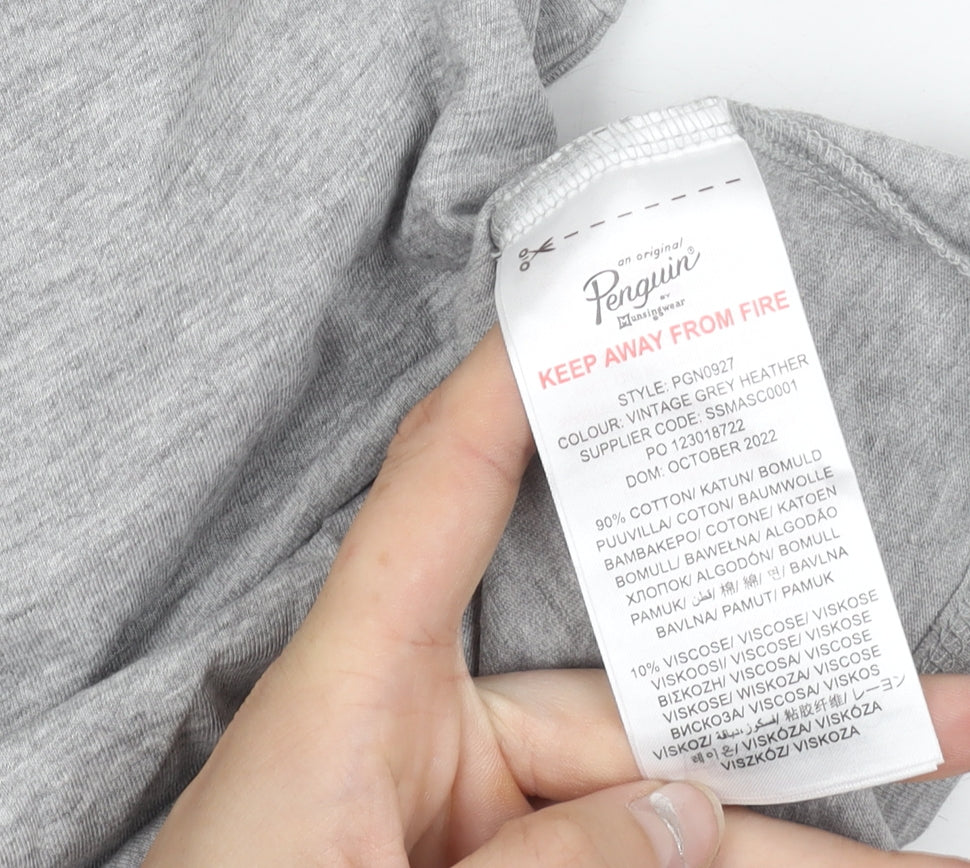 an original
Penguin®
BY
Munsingwear
KEEP AWAY FROM FIRE
STYLE: PGN0927
COLOUR: VINTAGE GREY HEATHER
SUPPLIER CODE: SSMASC0001
PO 123018722
DOM: OCTOBER 2022
90% COTTON/ KATUN/ BOMULD
PUUVILLA/ COTON/ BAUMWOLLE
ΒΑΜΒΑΚΕΡΟ/ COTONE/ KATOEN
BOMULL/ BAWEŁNA/ ALGODÃO
ХЛОПОК/ ALGODÓN/ BOMULL
PAMUK/ قطن/ 棉/ 綿/ 면/ BAVLNA
BAVLNA/ PAMUT/ PAMUK
10% VISCOSE/ VISCOSE/ VISKOSE
VISKOOSI/ VISCOSE/ VISKOSE
ΒΙΣΚΟΖΗ/ VISCOSA/ VISCOSE
VISKOSE/ WISKOZA/ VISCOSE
ВИСКОЗА/ VISCOSA/ VISKOS
VISKOZ/ فسكوز، شبيهة/ 粘胶纤维/ レーヨン
레이온/ VISKÓZA/ VISKÓZA
VISZKÓZ/ VISKOZA